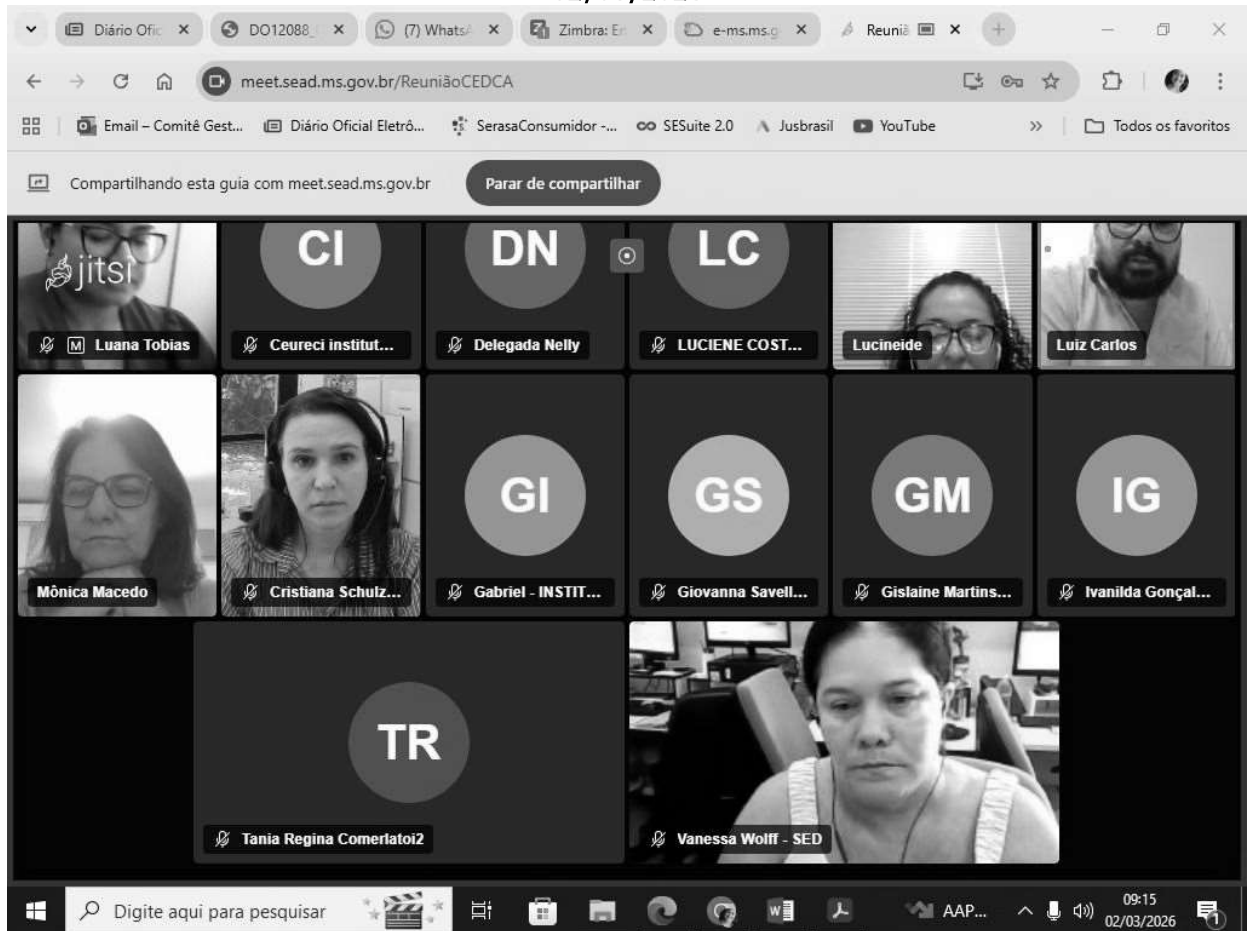 Diário Ofic
DO12088_
(7) Whats
Zimbra: E
e-ms.ms.g
Reuniã
meet.sead.ms.gov.br/ReuniãoCEDCA
Email – Comitê Gest...
Diário Oficial Eletrô...
SerasaConsumidor -...
SESuite 2.0
Jusbrasil
YouTube
Todos os favoritos
Compartilhando esta guia com meet.sead.ms.gov.br
Parar de compartilhar
jitsi
CI
DN
LC
M Luana Tobias
Ceureci institut...
Delegada Nelly
LUCIENE COST...
Lucineide
Luiz Carlos
GI
GS
GM
IG
Mônica Macedo
Cristiana Schulz...
Gabriel - INSTIT...
Giovanna Savell...
Gislaine Martins...
Ivanilda Gonçal...
TR
Tania Regina Comerlatoi2
Vanessa Wolff - SED
Digite aqui para pesquisar
AAP...
09:15
02/03/2026
1